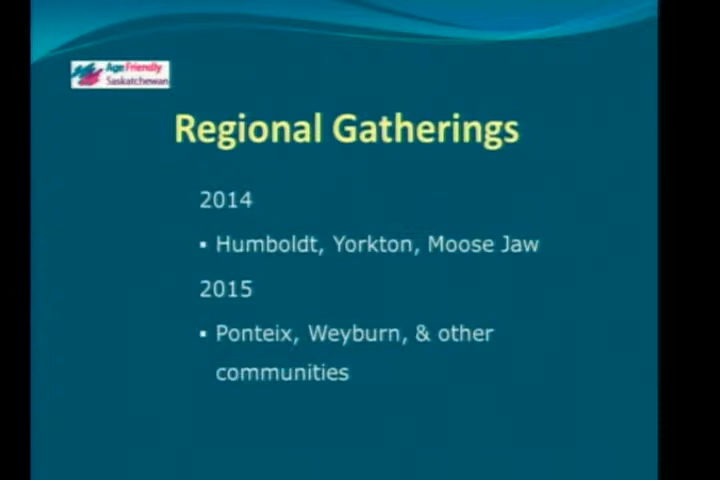 Age Friendly
Saskatchewan
Regional Gatherings
2014
▪ Humboldt, Yorkton, Moose Jaw
2015
▪ Ponteix, Weyburn, & other
communities